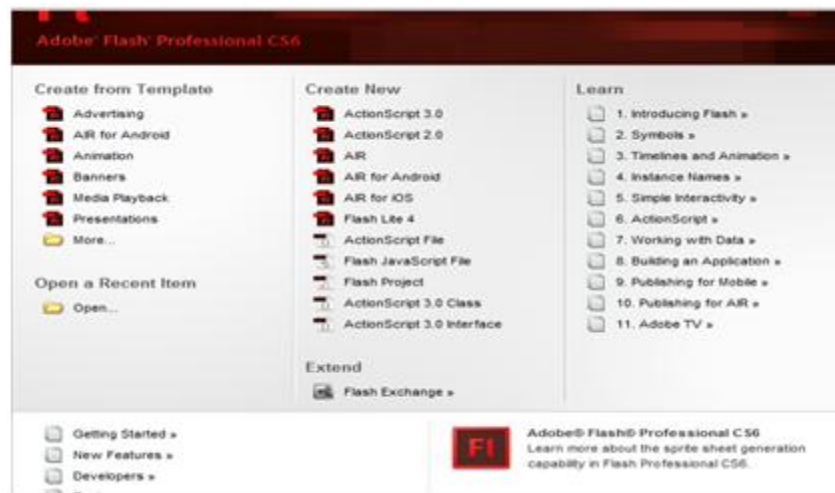 Adobe® Flash® Professional CS6
Create from Template
Advertising
AIR for Android
Animation
Banners
Media Playback
Presentations
More...
Open a Recent Item
Open...
Create New
ActionScript 3.0
ActionScript 2.0
AIR
AIR for Android
AIR for iOS
Flash Lite 4
ActionScript File
Flash JavaScript File
Flash Project
ActionScript 3.0 Class
ActionScript 3.0 Interface
Extend
Flash Exchange »
Learn
1. Introducing Flash »
2. Symbols »
3. Timelines and Animation »
4. Instance Names »
5. Simple Interactivity »
6. ActionScript »
7. Working with Data »
8. Building an Application »
9. Publishing for Mobile »
10. Publishing for AIR »
11. Adobe TV »
Getting Started »
New Features »
Developers »
Fl
Adobe® Flash® Professional CS6
Learn more about the sprite sheet generation
capability in Flash Professional CS6.